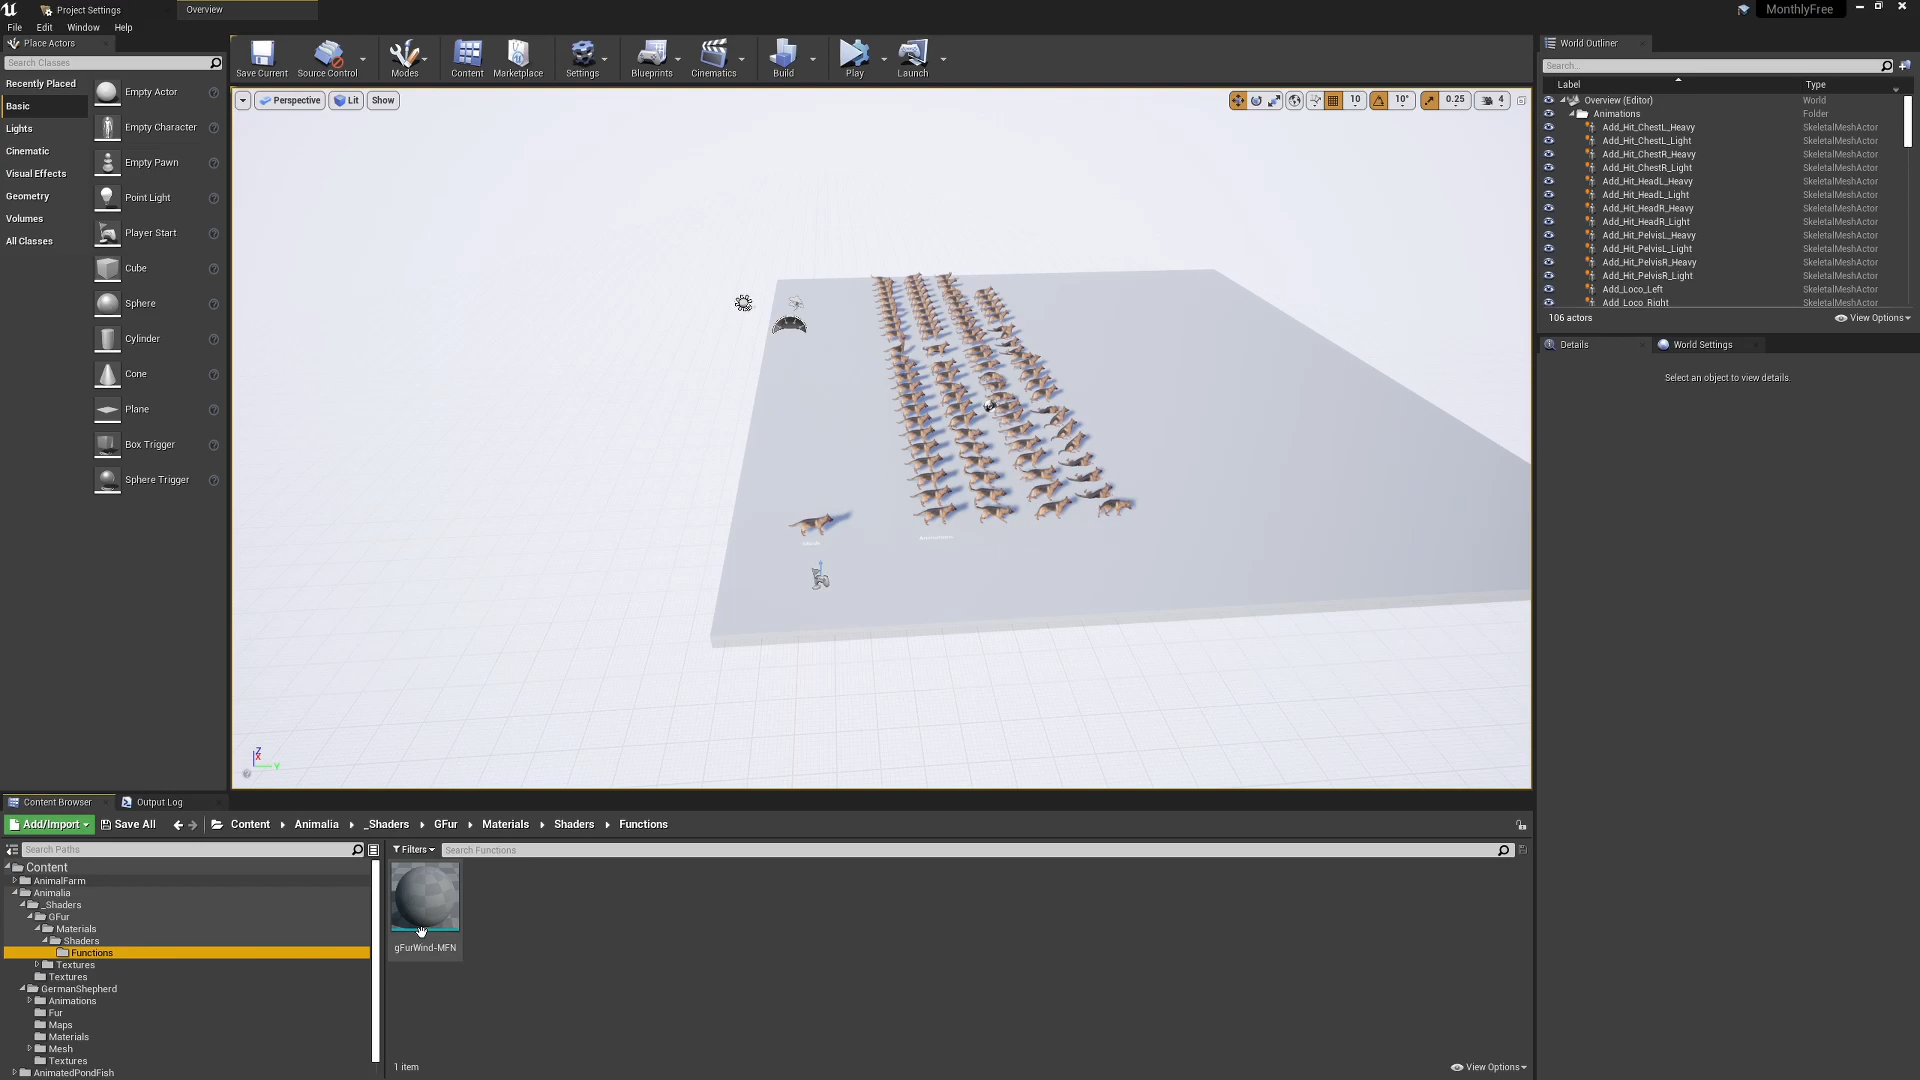 Project Settings
Overview
MonthlyFree
File Edit Window Help
Place Actors
Search Classes
Recently Placed
Basic
Lights
Cinematic
Visual Effects
Geometry
Volumes
All Classes
Empty Actor
Empty Character
Empty Pawn
Point Light
Player Start
Cube
Sphere
Cylinder
Cone
Plane
Box Trigger
Sphere Trigger
Save Current
Source Control
Modes
Content
Marketplace
Settings
Blueprints
Cinematics
Build
Play
Launch
Perspective
Lit
Show
10
10°
0.25
4
Z
X
Y
World Outliner
Search...
Label Type
Overview (Editor) World
Animations Folder
Add_Hit_ChestL_Heavy SkeletalMeshActor
Add_Hit_ChestL_Light SkeletalMeshActor
Add_Hit_ChestR_Heavy SkeletalMeshActor
Add_Hit_ChestR_Light SkeletalMeshActor
Add_Hit_HeadL_Heavy SkeletalMeshActor
Add_Hit_HeadL_Light SkeletalMeshActor
Add_Hit_HeadR_Heavy SkeletalMeshActor
Add_Hit_HeadR_Light SkeletalMeshActor
Add_Hit_PelvisL_Heavy SkeletalMeshActor
Add_Hit_PelvisL_Light SkeletalMeshActor
Add_Hit_PelvisR_Heavy SkeletalMeshActor
Add_Hit_PelvisR_Light SkeletalMeshActor
Add_Loco_Left SkeletalMeshActor
Add_Loco_Right SkeletalMeshActor
106 actors
View Options
Details
World Settings
Select an object to view details.
Content Browser
Output Log
Add/Import
Save All
Content
Animalia
_Shaders
GFur
Materials
Shaders
Functions
Search Paths
Filters
Search Functions
Content
AnimalFarm
Animalia
_Shaders
GFur
Materials
Shaders
Functions
Textures
Textures
GermanShepherd
Animations
Fur
Maps
Materials
Mesh
Textures
AnimatedPondFish
gFurWind-MFN
1 item
View Options